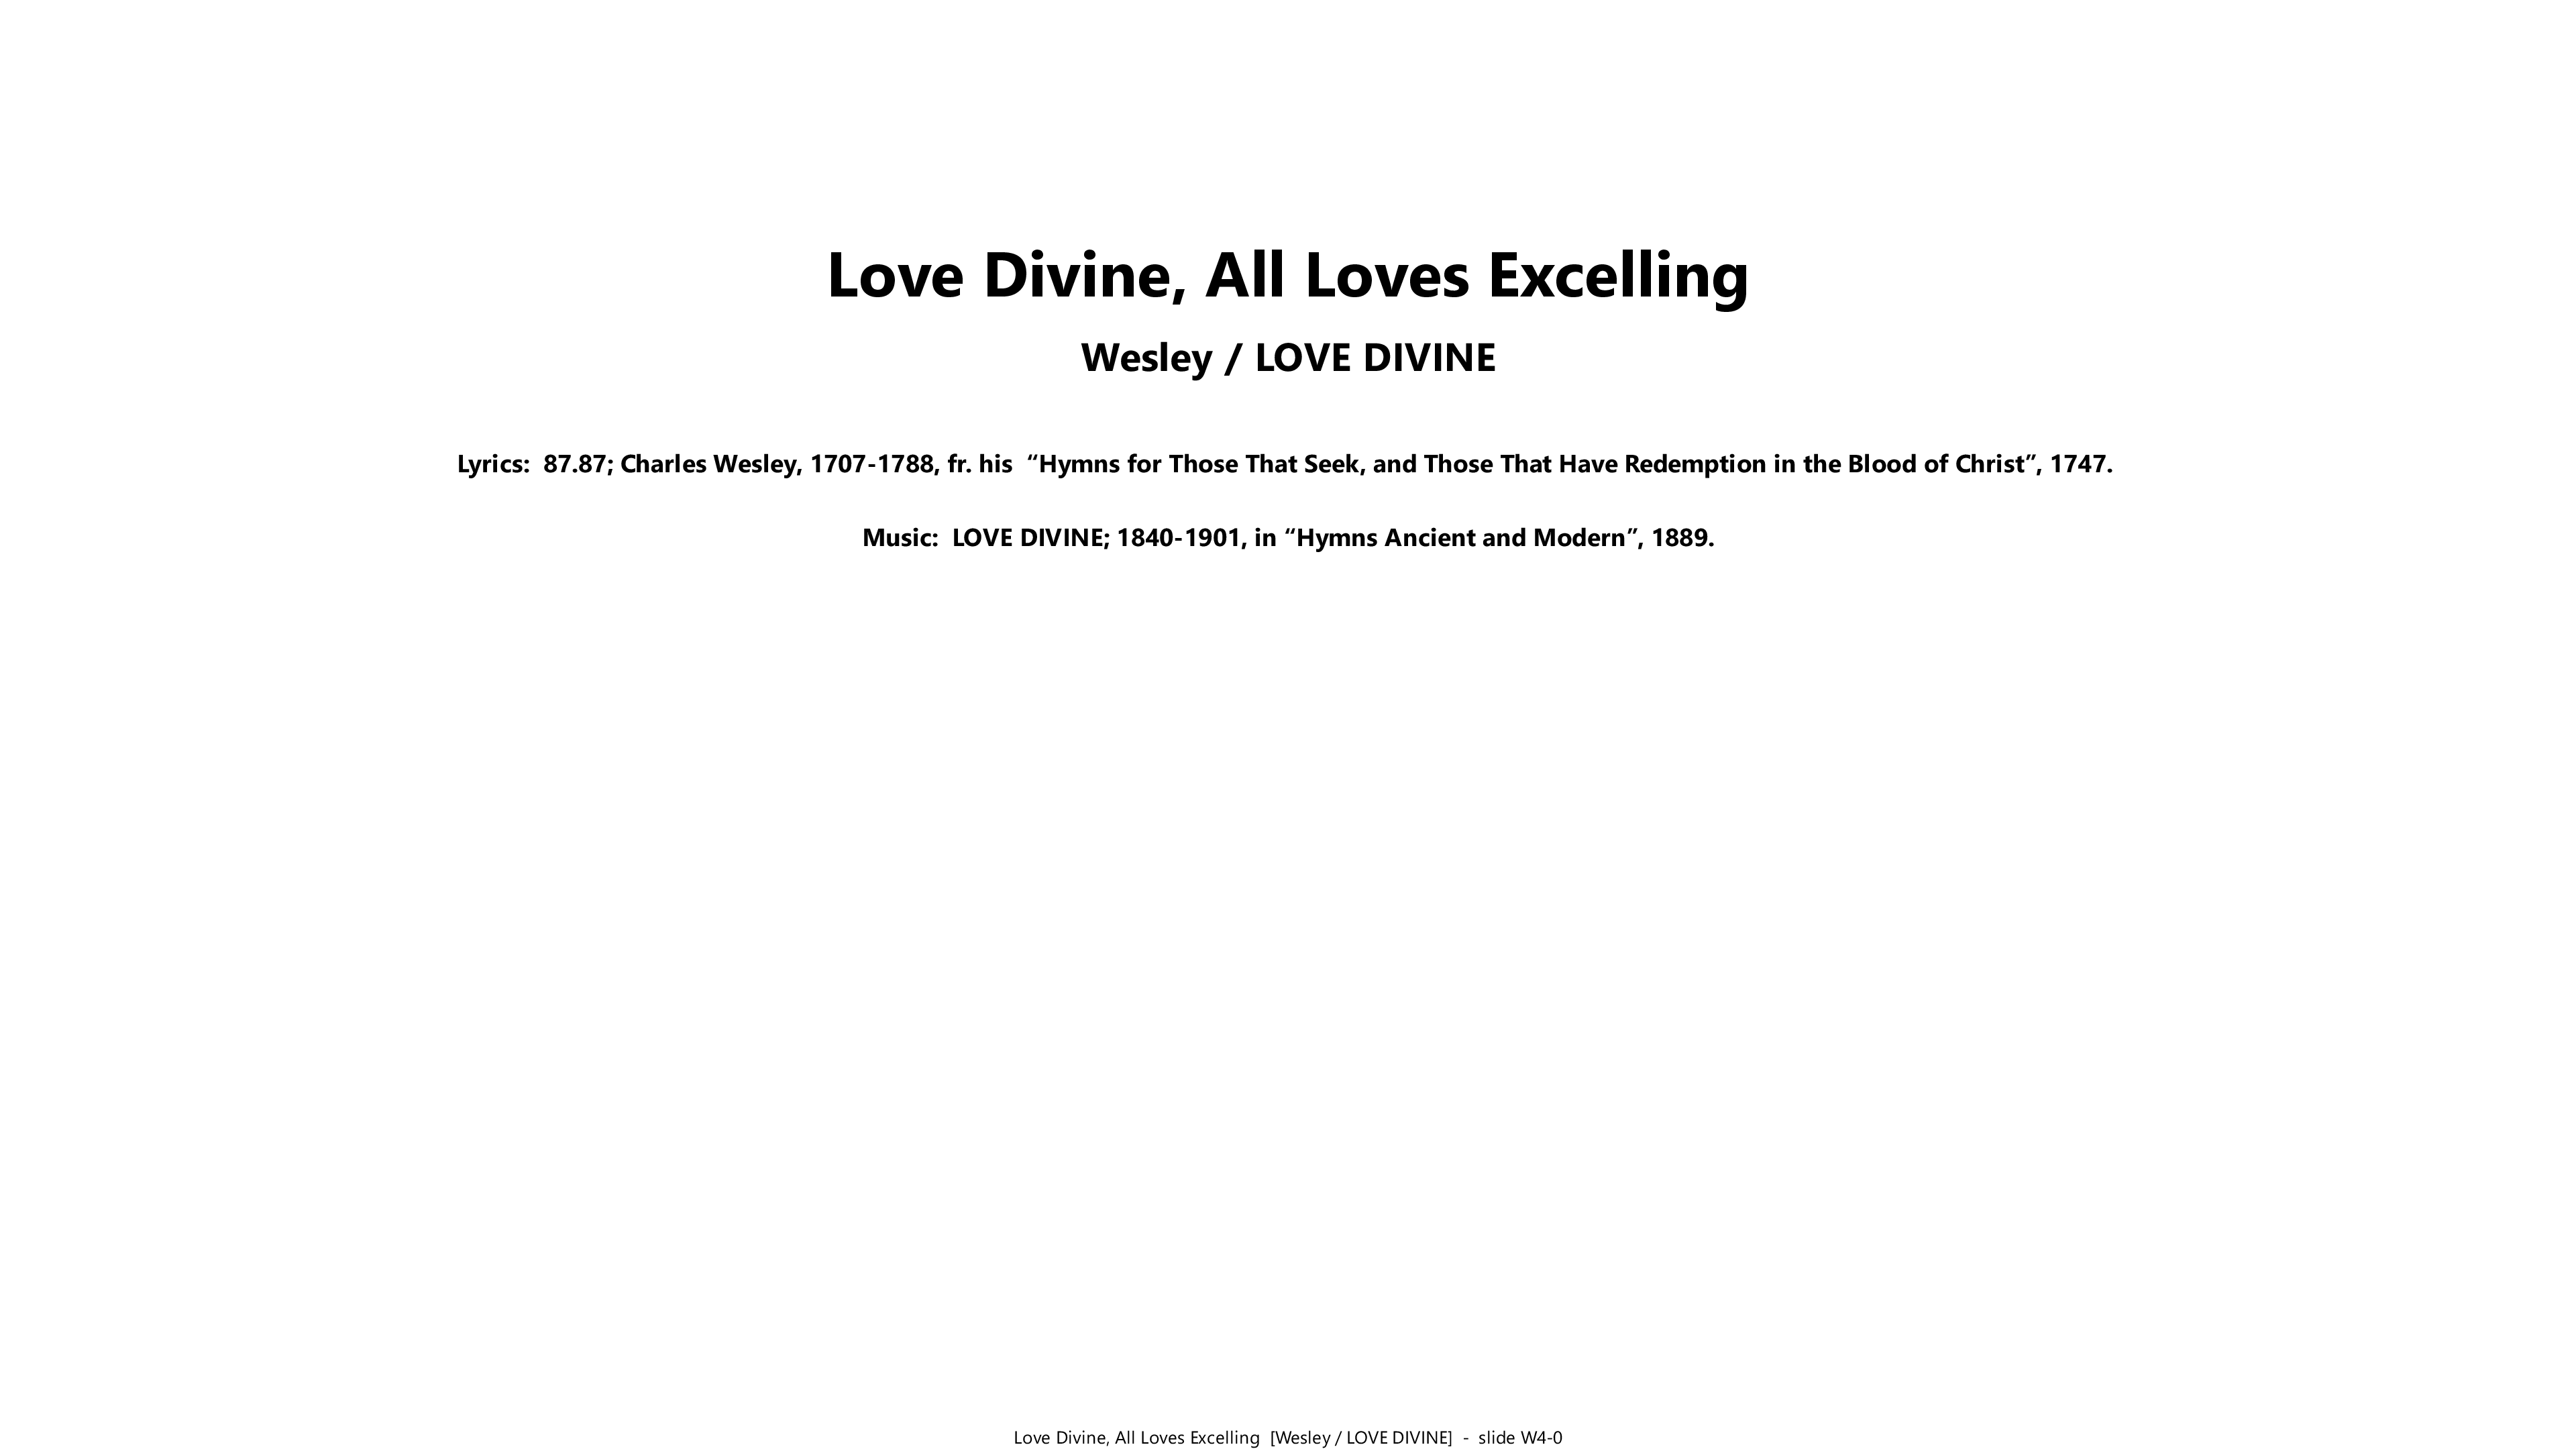 Love Divine, All Loves Excelling
Wesley / LOVE DIVINE
Lyrics:  87.87; Charles Wesley, 1707-1788, fr. his  “Hymns for Those That Seek, and Those That Have Redemption in the Blood of Christ”, 1747.
Music:  LOVE DIVINE; 1840-1901, in “Hymns Ancient and Modern”, 1889.
Love Divine, All Loves Excelling  [Wesley / LOVE DIVINE]  -  slide W4-0